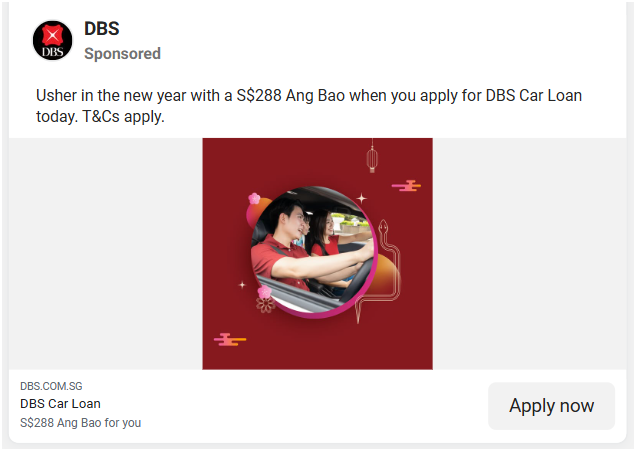 DBS
DBS
Sponsored
Usher in the new year with a S$288 Ang Bao when you apply for DBS Car Loan
today. T&Cs apply.
DBS.COM.SG
DBS Car Loan
S$288 Ang Bao for you
Apply now